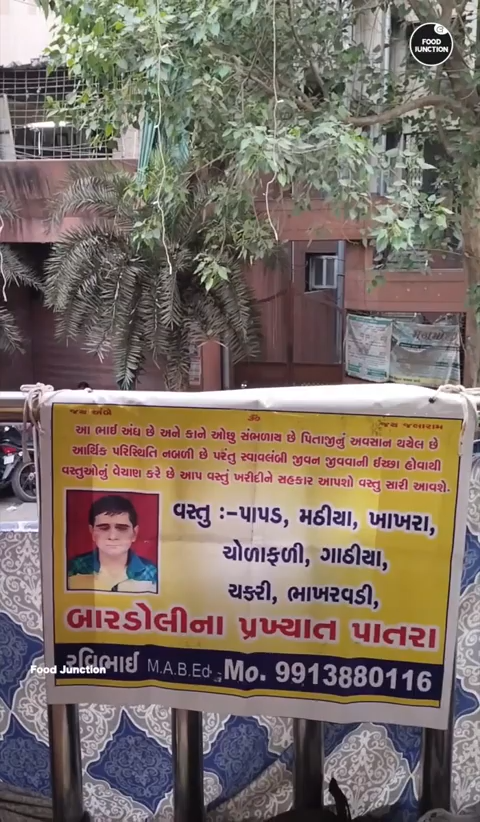 FOOD
JUNCTION
જય અંબે ૐ જય જલારામ
આ ભાઈ અંધ છે અને કાને ઓછુ સંભળાય છે પિતાજીનું અવસાન થયેલ છે
આર્થિક પરિસ્થિતિ નબળી છે પરંતુ સ્વાવલંબી જીવન જીવવાની ઈચ્છા હોવાથી
વસ્તુઓનું વેચાણ કરે છે આપ વસ્તું ખરીદીને સહકાર આપશો વસ્તુ સારી આવશે.
વસ્તુ :- પાપડ, મઠીયા, ખાખરા,
ચોળાફળી, ગાઠીયા,
ચકરી, ભાખરવડી,
બારડોલીના પ્રખ્યાત પાતરા
Food Junction
રવિભાઈ M.A.B.Ed. Mo. 9913880116